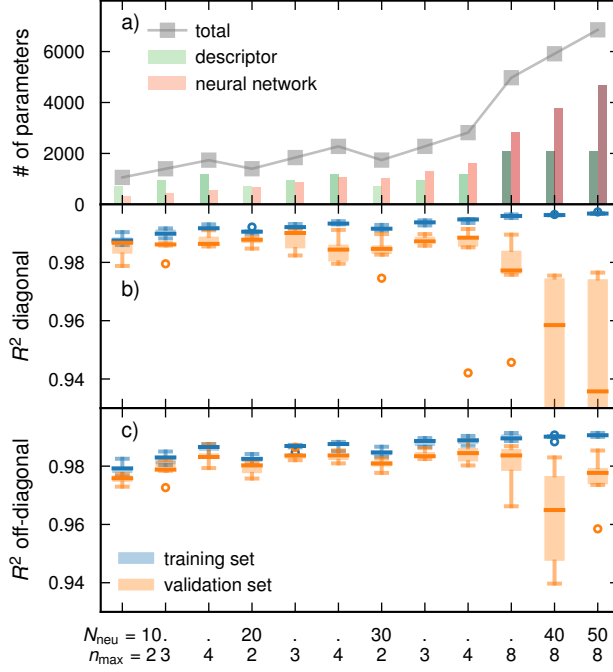 a)
total
descriptor
neural network
# of parameters
6000
4000
2000
0
b)
R² diagonal
0.98
0.96
0.94
c)
R² off-diagonal
0.98
0.96
0.94
training set
validation set
N_neu = 10 . . 20 . . 30 . . . 40 50
n_max = 2 3 4 2 3 4 2 3 4 8 8 8